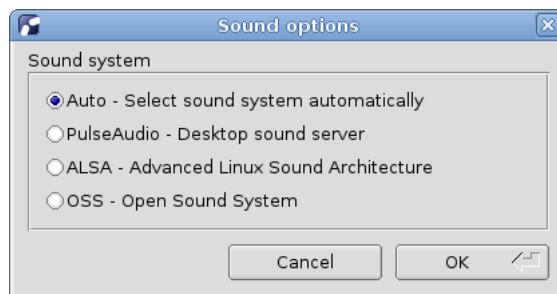 Sound options
Sound system
Auto - Select sound system automatically
PulseAudio - Desktop sound server
ALSA - Advanced Linux Sound Architecture
OSS - Open Sound System
Cancel
OK